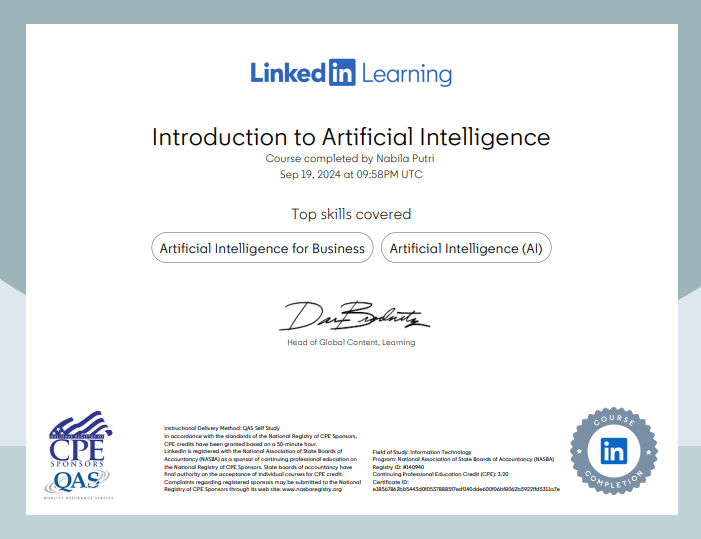 LinkedIn Learning
Introduction to Artificial Intelligence
Course completed by Nabila Putri
Sep 19, 2024 at 09:58PM UTC
Top skills covered
Artificial Intelligence for Business
Artificial Intelligence (AI)
Head of Global Content, Learning
NATIONAL REGISTRY OF
CPE
SPONSORS
QAS
QUALITY ASSURANCE SERVICE
Instructional Delivery Method: QAS Self Study
In accordance with the standards of the National Registry of CPE Sponsors,
CPE credits have been granted based on a 50-minute hour.
LinkedIn is registered with the National Association of State Boards of
Accountancy (NASBA) as a sponsor of continuing professional education on
the National Registry of CPE Sponsors. State boards of accountancy have
final authority on the acceptance of individual courses for CPE credit.
Complaints regarding registered sponsors may be submitted to the National
Registry of CPE Sponsors through its web site: www.nasbaregistry.org
Field of Study: Information Technology
Program: National Association of State Boards of Accountancy (NASBA)
Registry ID: #140940
Continuing Professional Education Credit (CPE): 3.20
Certificate ID:
COURSE
in
COMPLETION